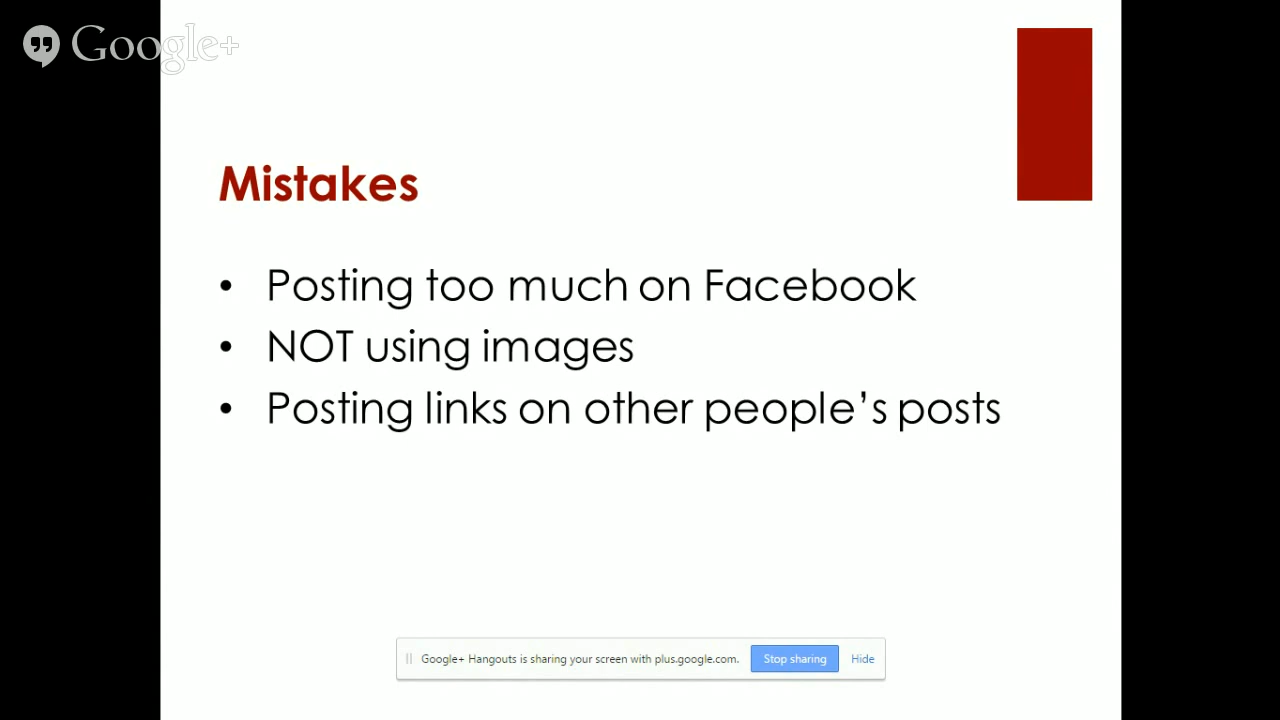 Google+
Mistakes
• Posting too much on Facebook
• NOT using images
• Posting links on other people’s posts
Google+ Hangouts is sharing your screen with plus.google.com. Stop sharing Hide